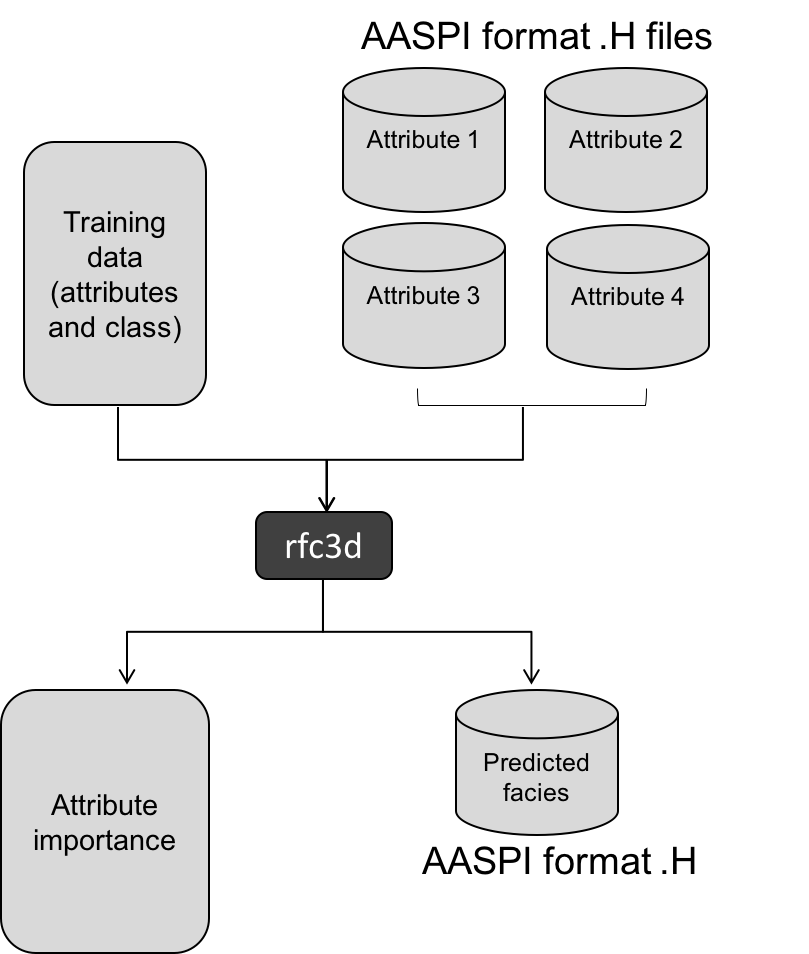 AASPI format .H files
Attribute 1
Attribute 2
Training
data
(attributes
and class)
Attribute 3
Attribute 4
rfc3d
Attribute
importance
Predicted
facies
AASPI format .H